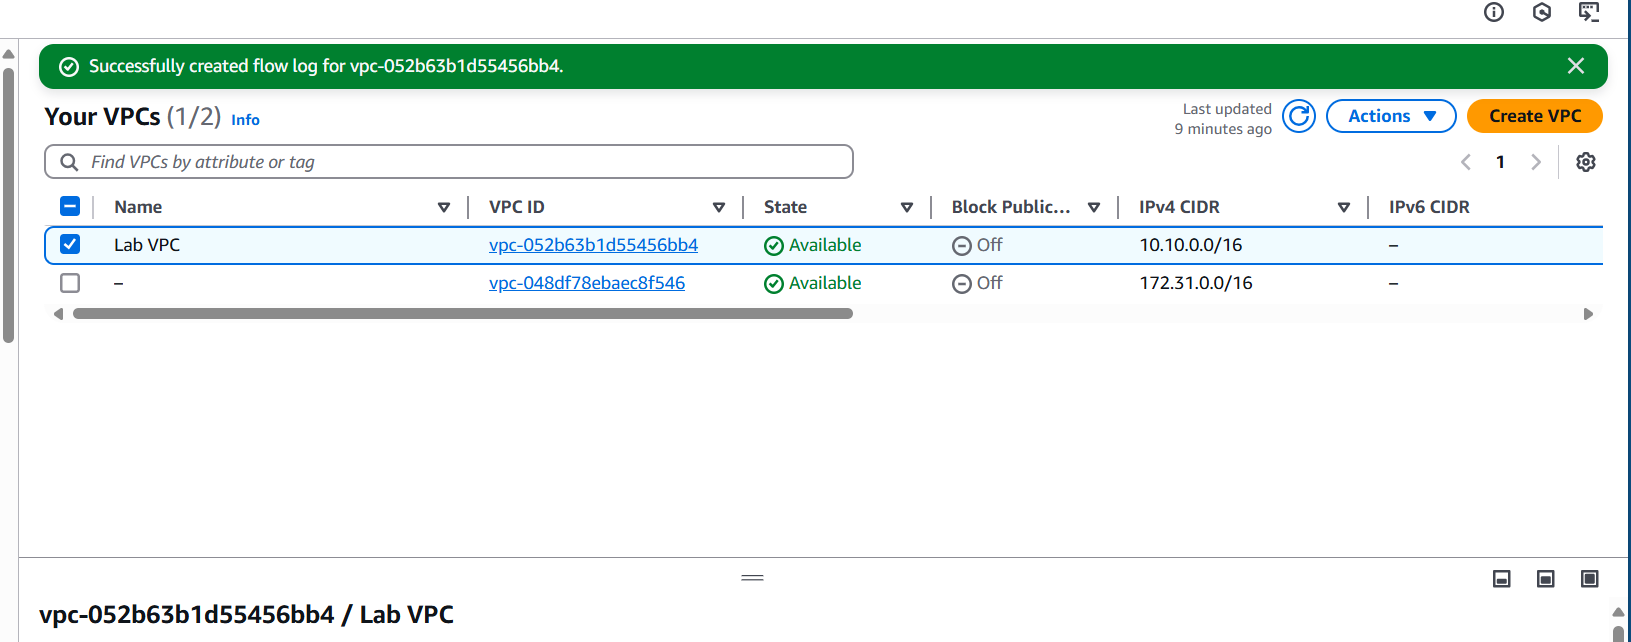 Successfully created flow log for vpc-052b63b1d55456bb4.
Your VPCs (1/2) Info
Last updated
9 minutes ago
Actions
Create VPC
Find VPCs by attribute or tag
1
Name VPC ID State Block Public... IPv4 CIDR IPv6 CIDR
Lab VPC vpc-052b63b1d55456bb4 Available Off 10.10.0.0/16 –
– vpc-048df78ebaec8f546 Available Off 172.31.0.0/16 –
vpc-052b63b1d55456bb4 / Lab VPC